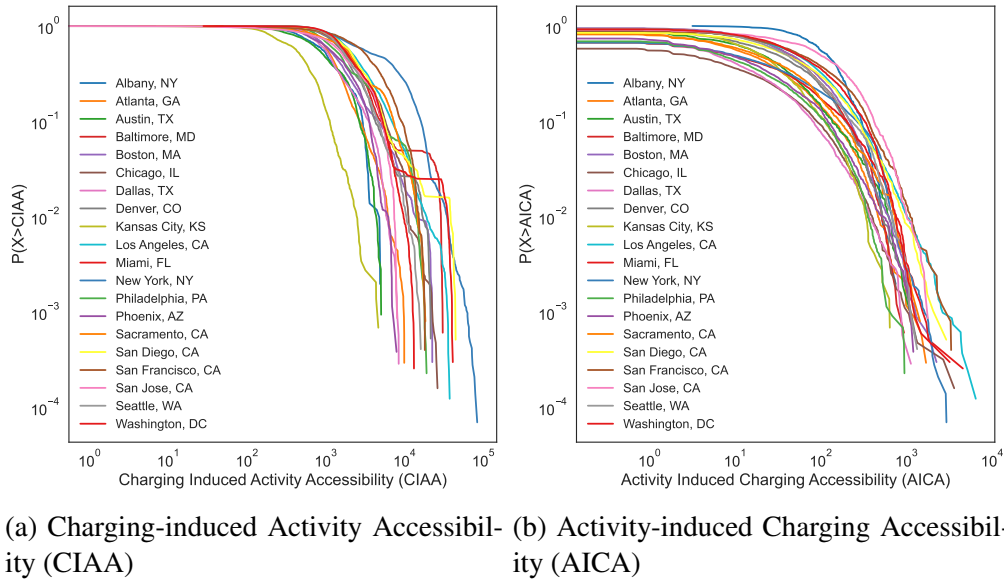 10^0
10^-1
10^-2
10^-3
10^-4
P(X>CIAA)
Albany, NY
Atlanta, GA
Austin, TX
Baltimore, MD
Boston, MA
Chicago, IL
Dallas, TX
Denver, CO
Kansas City, KS
Los Angeles, CA
Miami, FL
New York, NY
Philadelphia, PA
Phoenix, AZ
Sacramento, CA
San Diego, CA
San Francisco, CA
San Jose, CA
Seattle, WA
Washington, DC
10^0 10^1 10^2 10^3 10^4 10^5
Charging Induced Activity Accessibility (CIAA)
10^0
10^-1
10^-2
10^-3
10^-4
P(X>AICA)
Albany, NY
Atlanta, GA
Austin, TX
Baltimore, MD
Boston, MA
Chicago, IL
Dallas, TX
Denver, CO
Kansas City, KS
Los Angeles, CA
Miami, FL
New York, NY
Philadelphia, PA
Phoenix, AZ
Sacramento, CA
San Diego, CA
San Francisco, CA
San Jose, CA
Seattle, WA
Washington, DC
10^0 10^1 10^2 10^3 10^4
Activity Induced Charging Accessibility (AICA)
(a) Charging-induced Activity Accessibil-
ity (CIAA)
(b) Activity-induced Charging Accessibil-
ity (AICA)